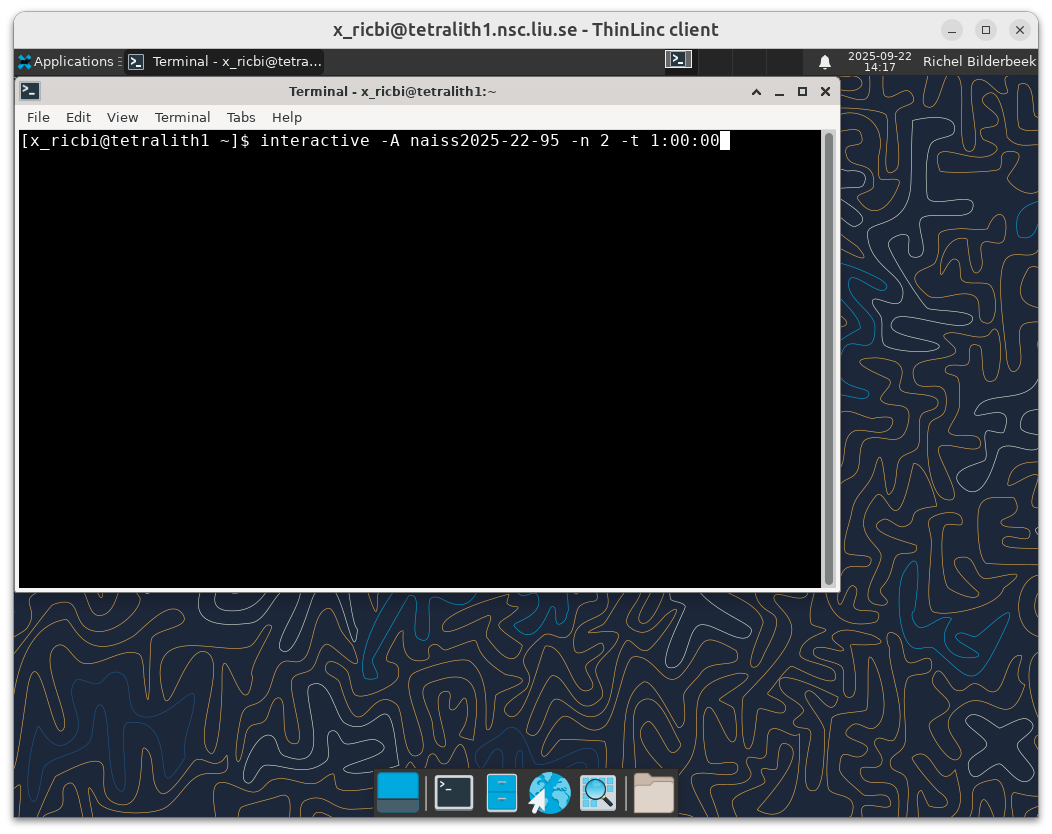 x_ricbi@tetralith1.nsc.liu.se - ThinLinc client
Applications
Terminal - x_ricbi@tetra...
2025-09-22
14:17
Richel Bilderbeek
Terminal - x_ricbi@tetralith1:~
File Edit View Terminal Tabs Help
[x_ricbi@tetralith1 ~]$ interactive -A naiss2025-22-95 -n 2 -t 1:00:00